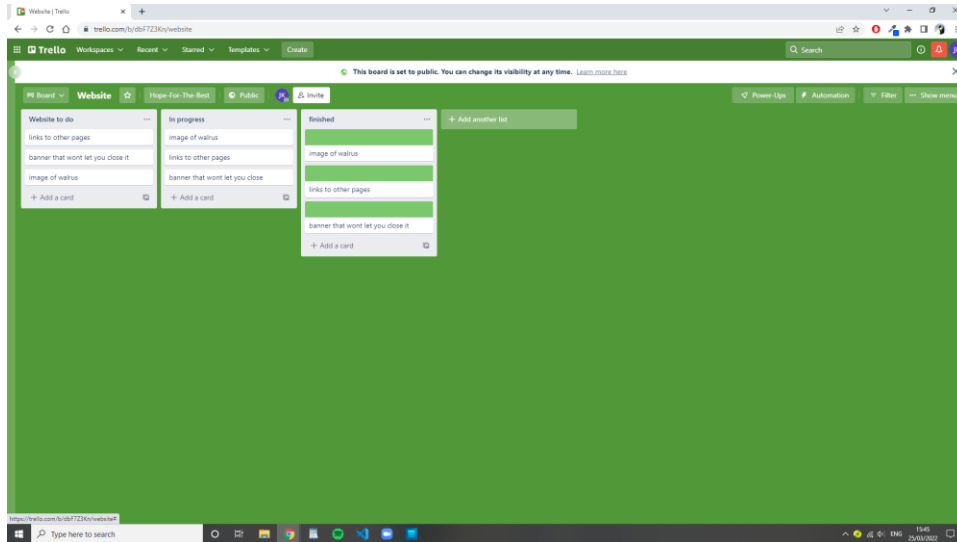 Website | Trello
trello.com/b/dbF7Z3Kn/website
Trello Workspaces Recent Starred Templates Create Search
This board is set to public. You can change its visibility at any time. Learn more here
Board Website Hope-For-The-Best Public Invite Power-Ups Automation Filter Show menu
Website to do
links to other pages
banner that wont let you close it
image of walrus
+ Add a card
In progress
image of walrus
links to other pages
banner that wont let you close
+ Add a card
finished
image of walrus
links to other pages
banner that wont let you close it
+ Add a card
+ Add another list
https://trello.com/b/dbF7Z3Kn/website#
Type here to search
ENG
15:45
25/03/2022